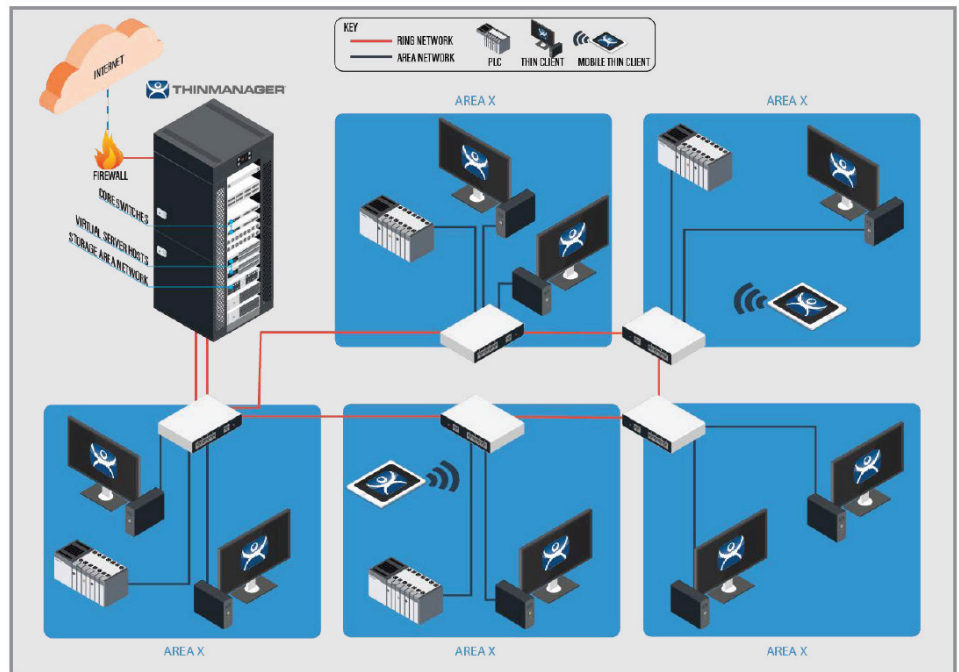 KEY
RING NETWORK
AREA NETWORK
PLC
THIN CLIENT
MOBILE THIN CLIENT
INTERNET
THINMANAGER
FIREWALL
CORE SWITCHES
VIRTUAL SERVER HOSTS
STORAGE AREA NETWORK
AREA X
AREA X
AREA X
AREA X
AREA X